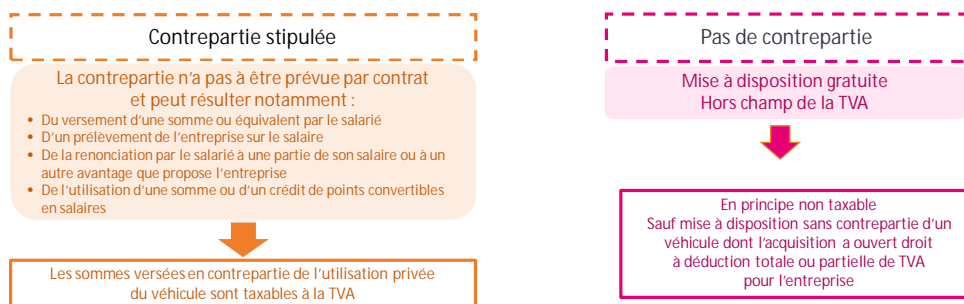 Contrepartie stipulée
La contrepartie n'a pas à être prévue par contrat
et peut résulter notamment :
• Du versement d'une somme ou équivalent par le salarié
• D'un prélèvement de l'entreprise sur le salaire
• De la renonciation par le salarié à une partie de son salaire ou à un
autre avantage que propose l'entreprise
• De l'utilisation d'une somme ou d'un crédit de points convertibles
en salaires
Les sommes versées en contrepartie de l'utilisation privée
du véhicule sont taxables à la TVA
Pas de contrepartie
Mise à disposition gratuite
Hors champ de la TVA
En principe non taxable
Sauf mise à disposition sans contrepartie d'un
véhicule dont l'acquisition a ouvert droit
à déduction totale ou partielle de TVA
pour l'entreprise